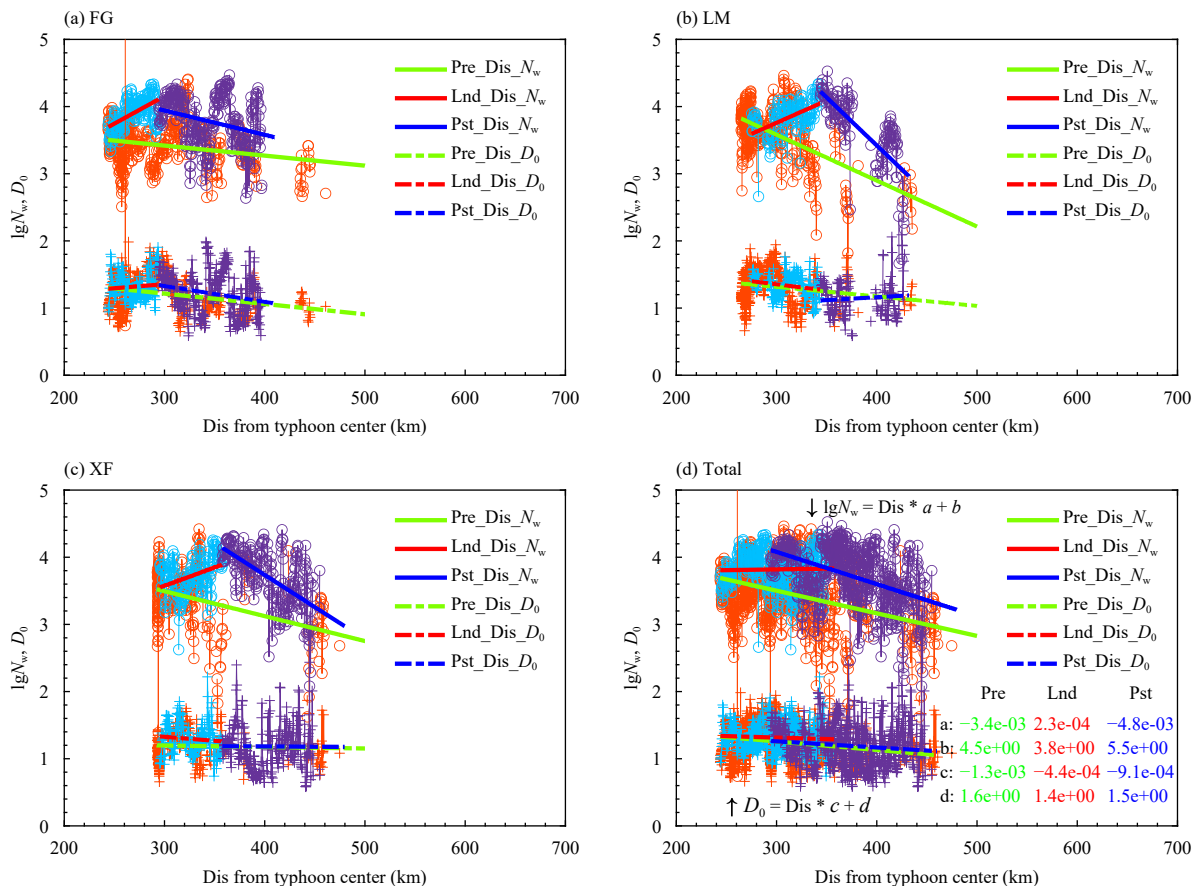 (a) FG
5
4
3
2
1
0
lgNw, D0
200 300 400 500 600 700
Dis from typhoon center (km)
Pre_Dis_Nw
Lnd_Dis_Nw
Pst_Dis_Nw
Pre_Dis_D0
Lnd_Dis_D0
Pst_Dis_D0
(b) LM
5
4
3
2
1
0
lgNw, D0
200 300 400 500 600 700
Dis from typhoon center (km)
Pre_Dis_Nw
Lnd_Dis_Nw
Pst_Dis_Nw
Pre_Dis_D0
Lnd_Dis_D0
Pst_Dis_D0
(c) XF
5
4
3
2
1
0
lgNw, D0
200 300 400 500 600 700
Dis from typhoon center (km)
Pre_Dis_Nw
Lnd_Dis_Nw
Pst_Dis_Nw
Pre_Dis_D0
Lnd_Dis_D0
Pst_Dis_D0
(d) Total
5
4
3
2
1
0
lgNw, D0
200 300 400 500 600 700
Dis from typhoon center (km)
↓ lgNw = Dis * a + b
Pre_Dis_Nw
Lnd_Dis_Nw
Pst_Dis_Nw
Pre_Dis_D0
Lnd_Dis_D0
Pst_Dis_D0
Pre Lnd Pst
a: −3.4e-03 2.3e-04 −4.8e-03
b: 4.5e+00 3.8e+00 5.5e+00
c: −1.3e-03 −4.4e-04 −9.1e-04
d: 1.6e+00 1.4e+00 1.5e+00
↑ D0 = Dis * c + d